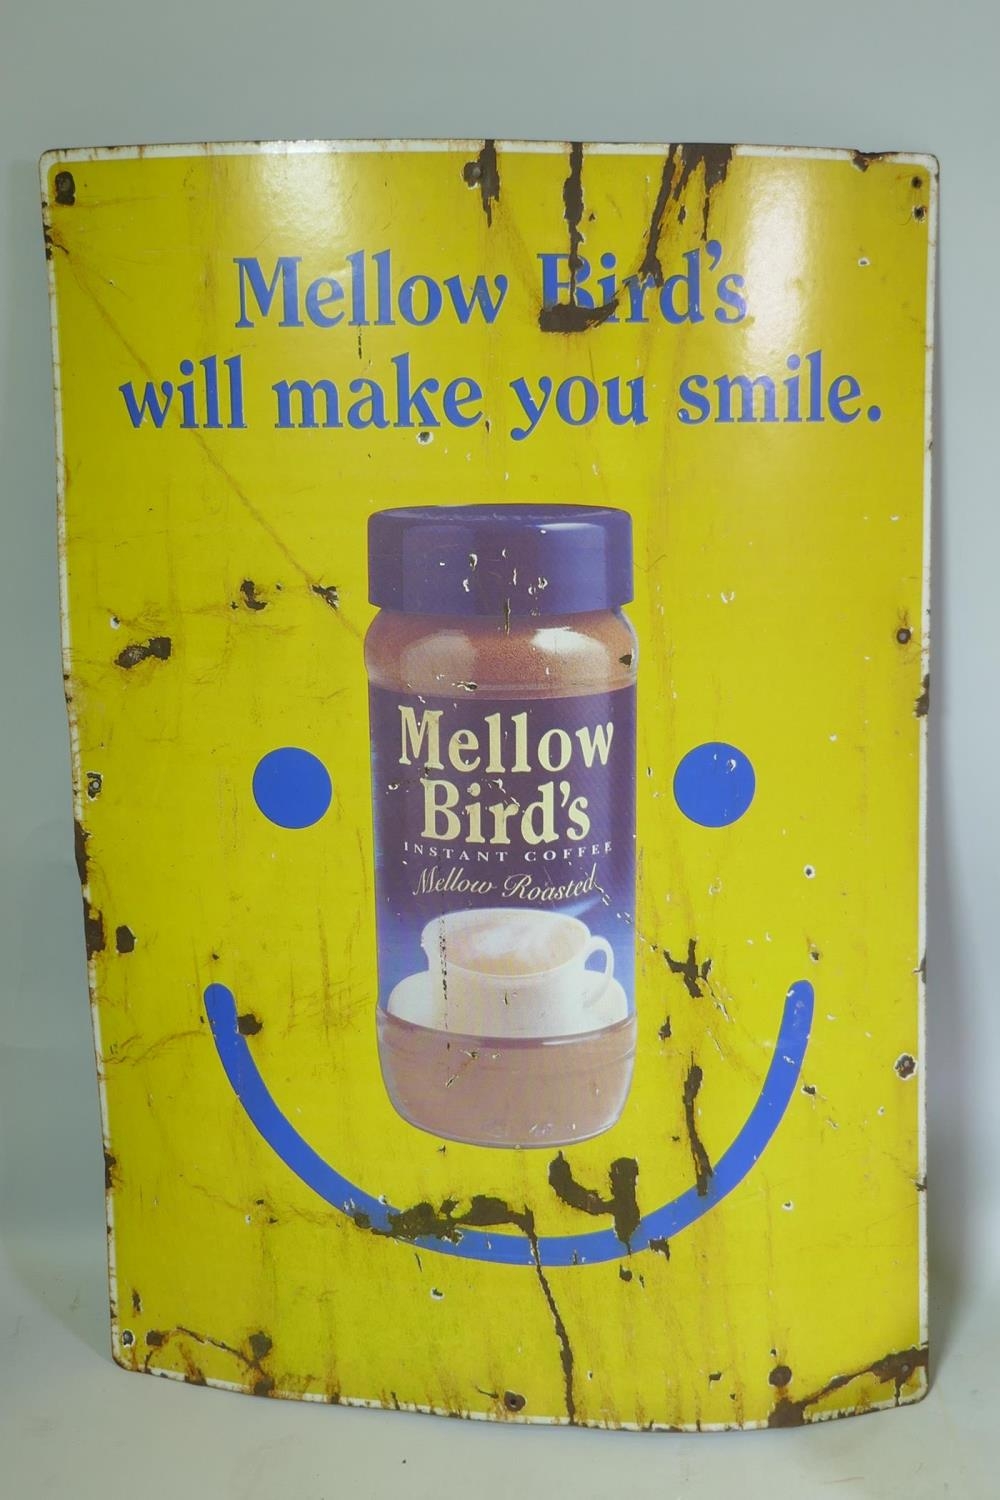 Mellow Bird's
will make you smile.
Mellow
Bird's
INSTANT COFFEE
Mellow Roasted